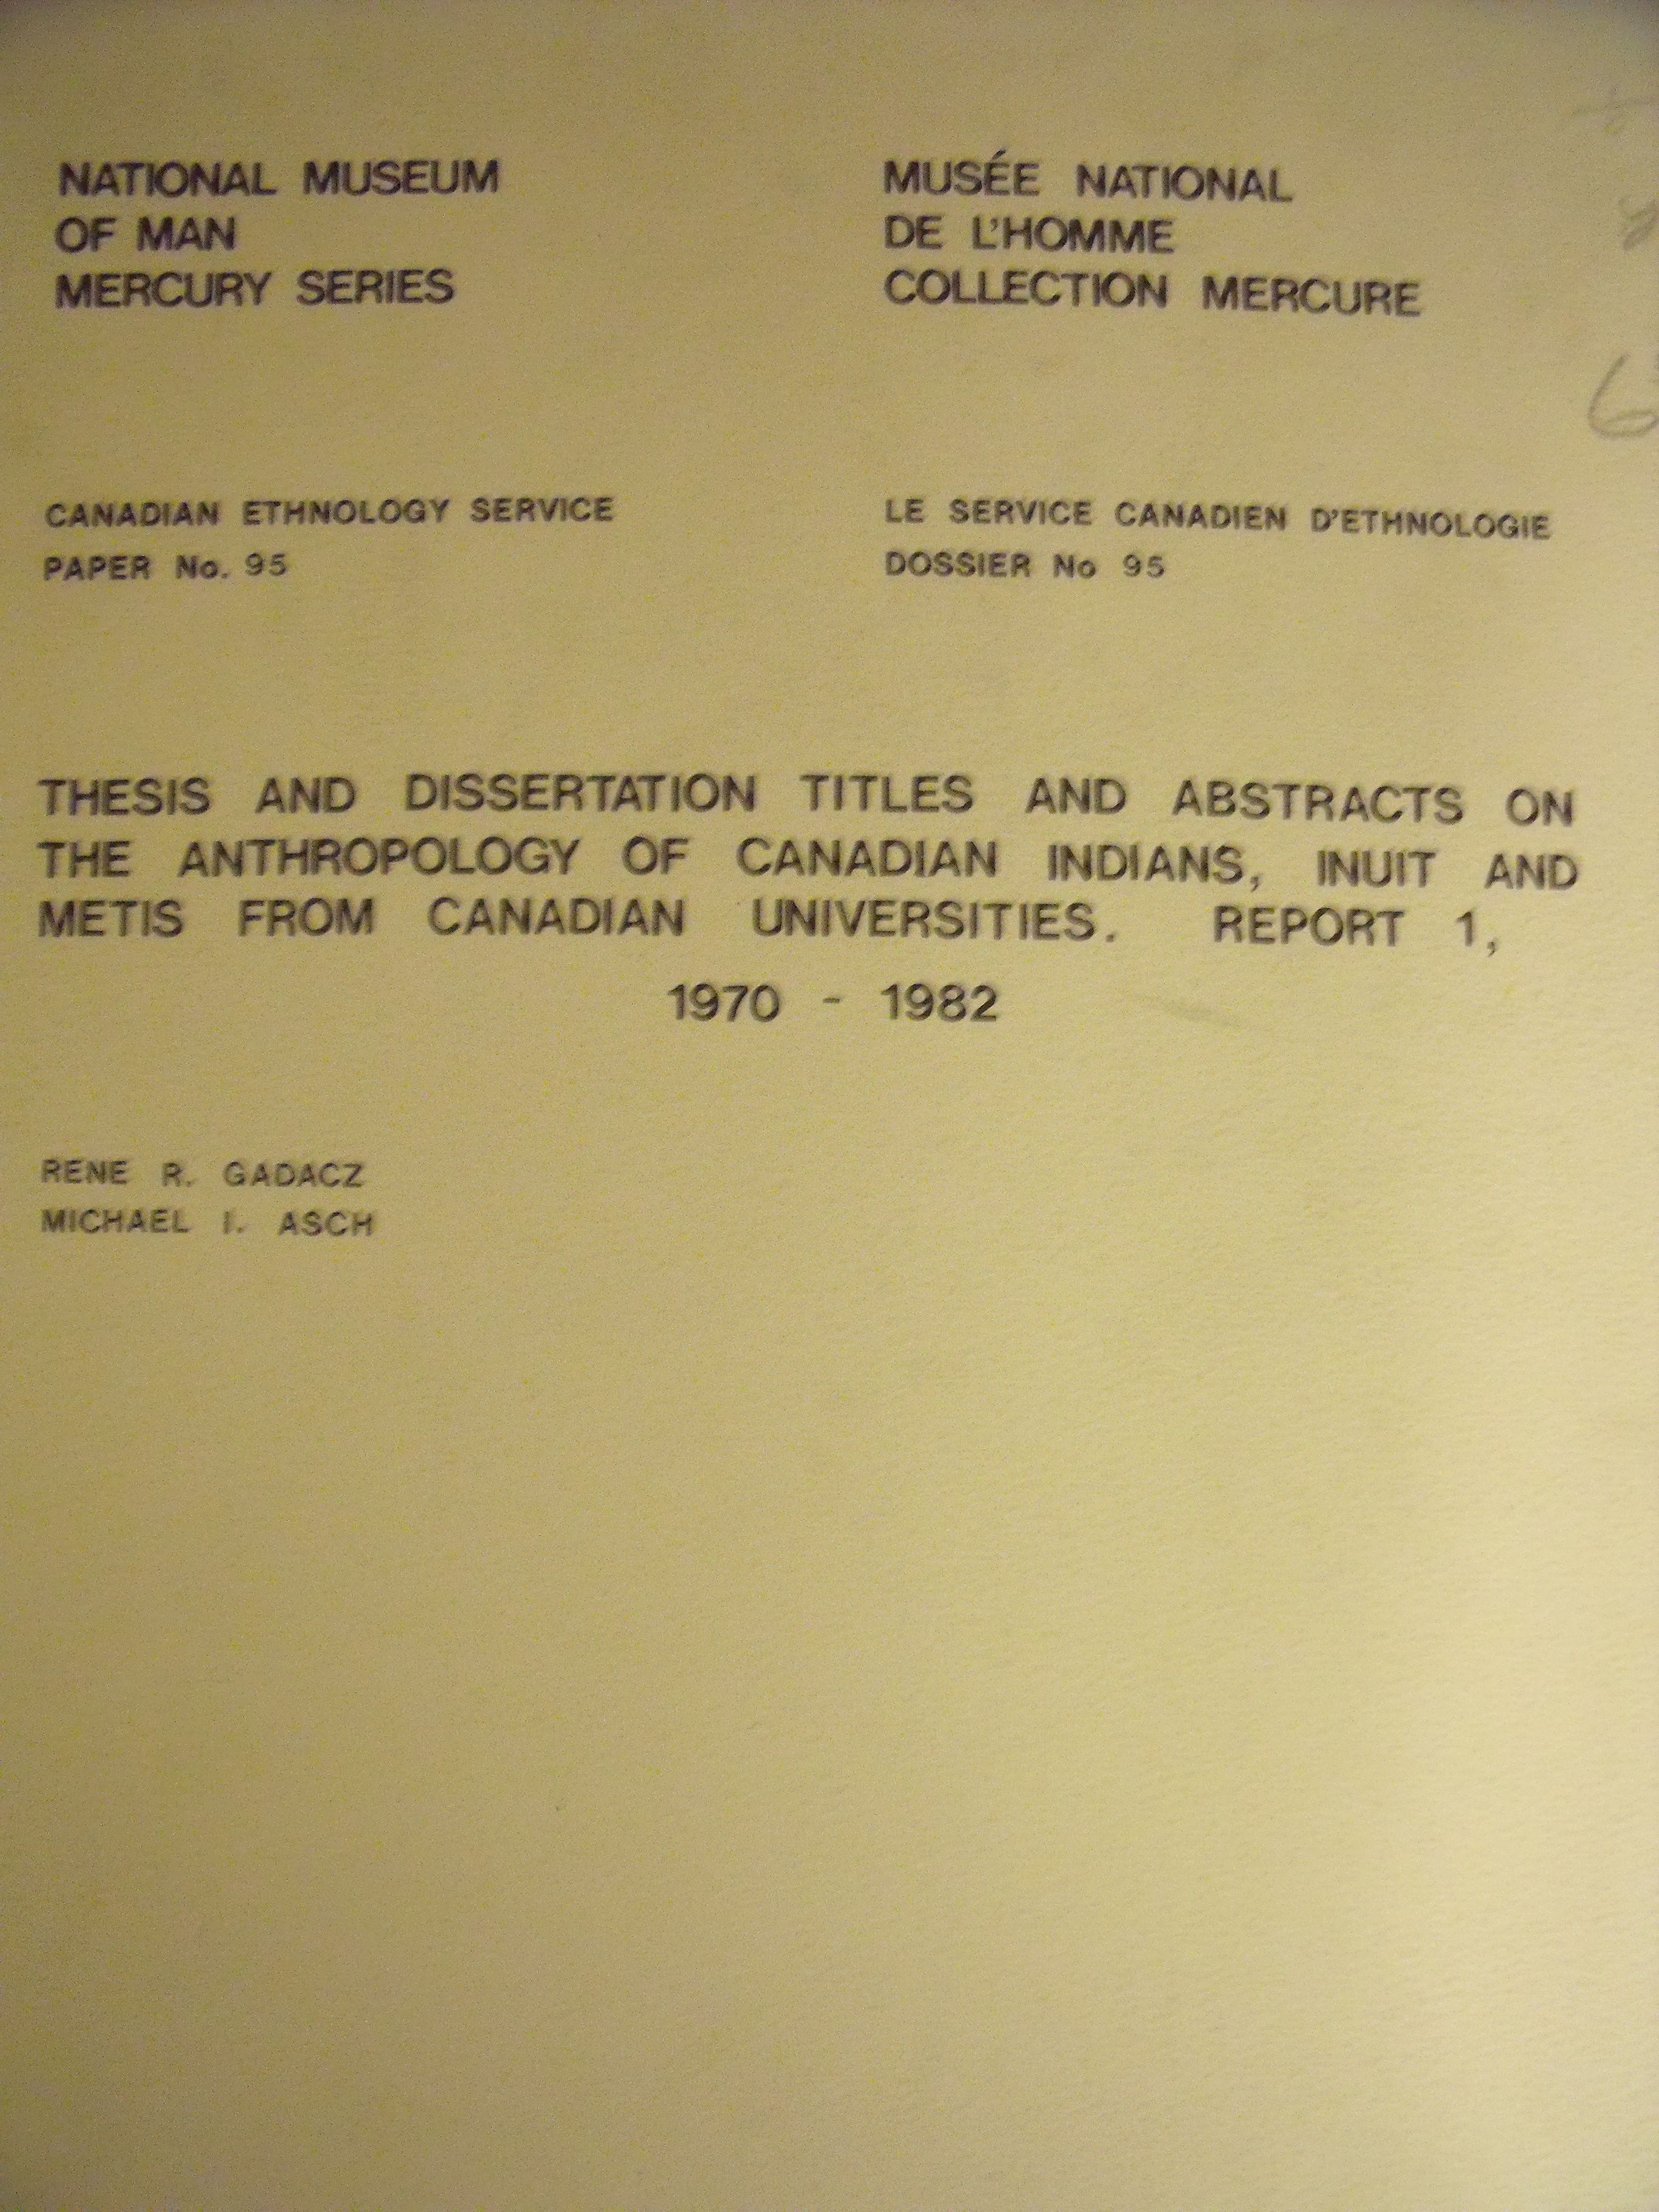 NATIONAL MUSEUM
OF MAN
MERCURY SERIES
MUSÉE NATIONAL
DE L'HOMME
COLLECTION MERCURE
CANADIAN ETHNOLOGY SERVICE
PAPER No. 95
LE SERVICE CANADIEN D'ETHNOLOGIE
DOSSIER No 95
THESIS AND DISSERTATION TITLES AND ABSTRACTS ON
THE ANTHROPOLOGY OF CANADIAN INDIANS, INUIT AND
METIS FROM CANADIAN UNIVERSITIES. REPORT 1,
1970 - 1982
RENE R. GADACZ
MICHAEL I. ASCH